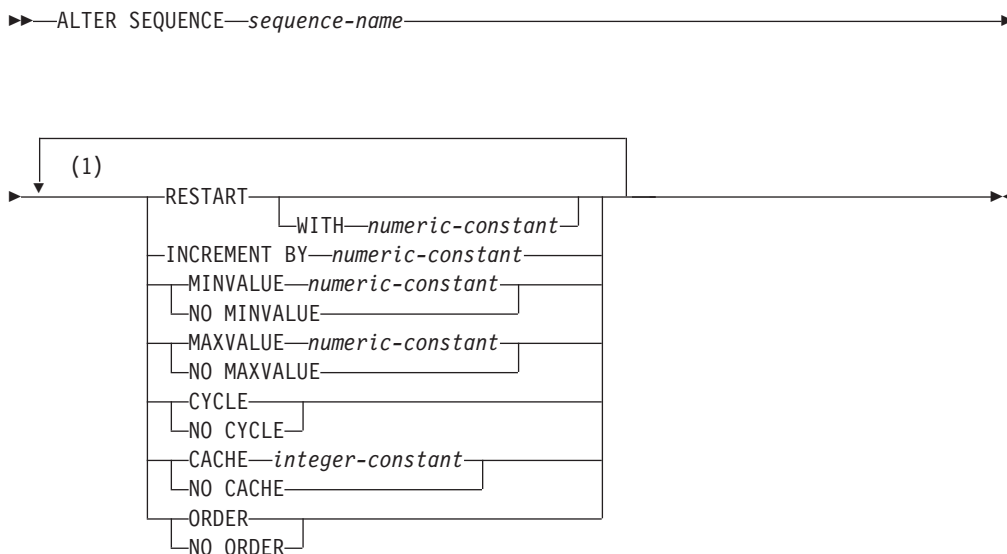 ALTER SEQUENCE sequence-name
(1)
RESTART
WITH numeric-constant
INCREMENT BY numeric-constant
MINVALUE numeric-constant
NO MINVALUE
MAXVALUE numeric-constant
NO MAXVALUE
CYCLE
NO CYCLE
CACHE integer-constant
NO CACHE
ORDER
NO ORDER